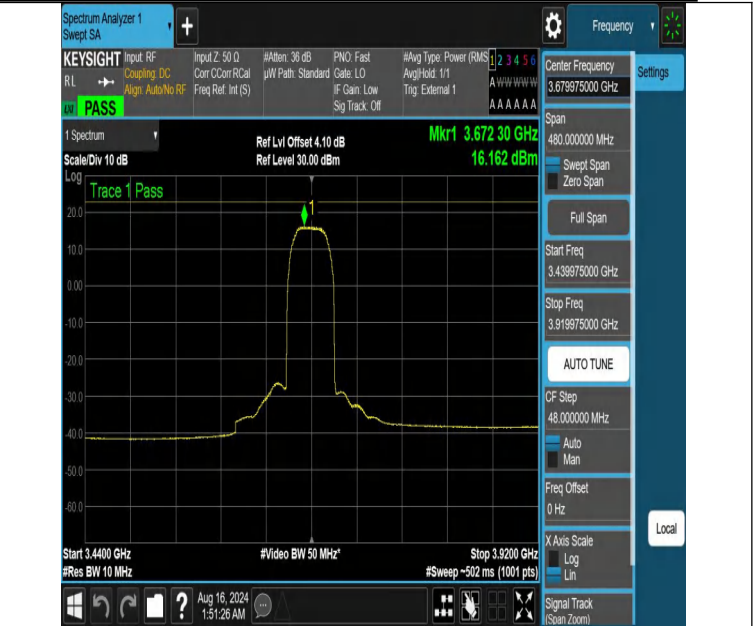 Spectrum Analyzer 1
Swept SA
+
Frequency
KEYSIGHT
RL
PASS
Input: RF
Coupling: DC
Align: Auto/No RF
Input Z: 50 Ω
Corr CCorr RCal
Freq Ref: Int (S)
#Atten: 36 dB
µW Path: Standard
PNO: Fast
Gate: LO
IF Gain: Low
Sig Track: Off
#Avg Type: Power (RMS
Avg|Hold: 1/1
Trig: External 1
1 2 3 4 5 6
A W W W W W
A A A A A A
1 Spectrum
Scale/Div 10 dB
Ref Lvl Offset 4.10 dB
Ref Level 30.00 dBm
Mkr1 3.672 30 GHz
16.162 dBm
Log
Trace 1 Pass
1
20.0
10.0
0.00
-10.0
-20.0
-30.0
-40.0
-50.0
-60.0
Start 3.4400 GHz
#Res BW 10 MHz
#Video BW 50 MHz*
Stop 3.9200 GHz
#Sweep ~502 ms (1001 pts)
Center Frequency
3.679975000 GHz
Settings
Span
480.000000 MHz
Swept Span
Zero Span
Full Span
Start Freq
3.439975000 GHz
Stop Freq
3.919975000 GHz
AUTO TUNE
CF Step
48.000000 MHz
Auto
Man
Freq Offset
0 Hz
X Axis Scale
Log
Lin
Local
Signal Track
(Span Zoom)
?
Aug 16, 2024
1:51:26 AM